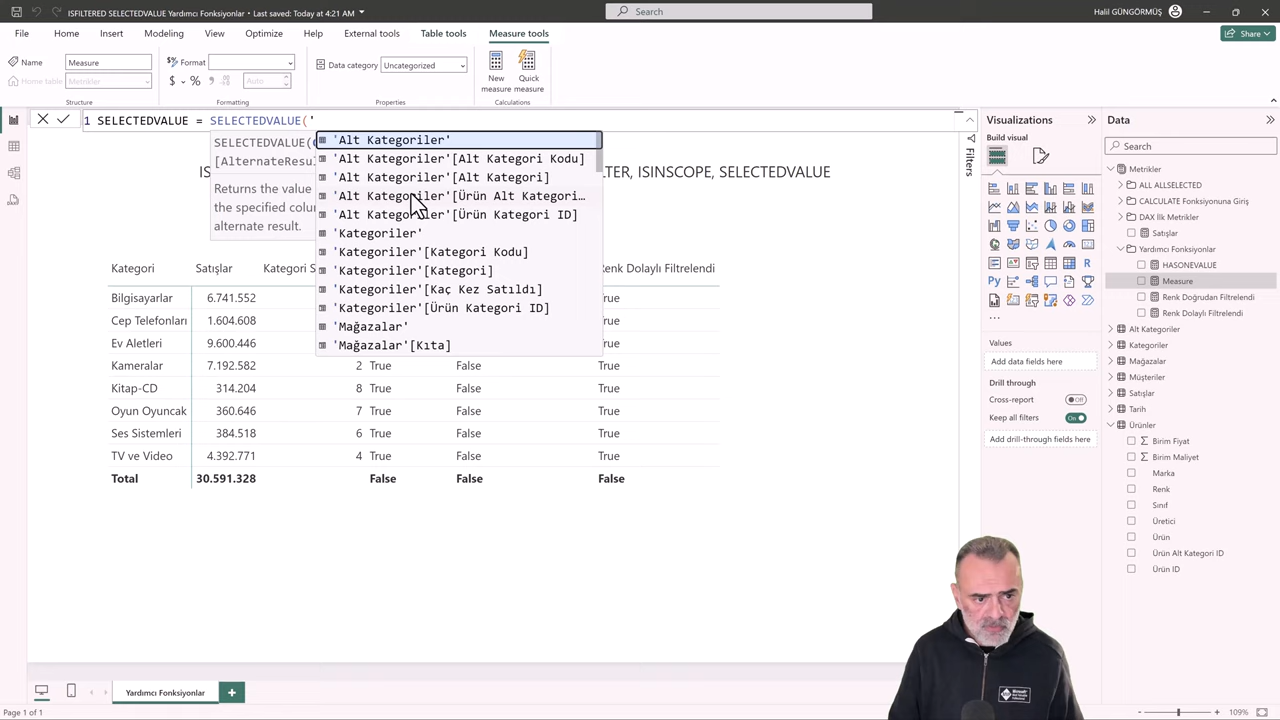 ISFILTERED SELECTEDVALUE Yardımcı Fonksiyonlar • Last saved: Today at 4:21 AM
Search
Halil GÜNGÖRMÜŞ
File Home Insert Modeling View Optimize Help External tools Table tools Measure tools
Share
Name Measure
Home table Metrikler
Structure
Format
$ % Auto
Formatting
Data category Uncategorized
Properties
New measure
Quick measure
Calculations
1 SELECTEDVALUE = SELECTEDVALUE('
SELECTEDVALUE(
Returns the value
the specified
alternate result.
'Alt Kategoriler'
'Alt Kategoriler'[Alt Kategori Kodu]
'Alt Kategoriler'[Alt Kategori]
'Alt Kategoriler'[Ürün Alt Kategori…
'Alt Kategoriler'[Ürün Kategori ID]
'Kategoriler'
'Kategoriler'[Kategori Kodu]
'Kategoriler'[Kategori]
'Kategoriler'[Kaç Kez Satıldı]
'Kategoriler'[Ürün Kategori ID]
'Mağazalar'
'Mağazalar'[Kıta]
ISINSCOPE, SELECTEDVALUE
Kategori Satışlar Kategori Renk Dolaylı Filtrelendi
Bilgisayarlar 6.741.552 True
Cep Telefonları 1.604.608 True
Ev Aletleri 9.600.446 True
Kameralar 7.192.582 2 True False True
Kitap-CD 314.204 8 True False True
Oyun Oyuncak 360.646 7 True False True
Ses Sistemleri 384.518 6 True False True
TV ve Video 4.392.771 4 True False True
Total 30.591.328 False False False
Filters
Visualizations
Build visual
Values
Add data fields here
Drill through
Cross-report Off
Keep all filters On
Add drill-through fields here
Data
Search
Metrikler
ALL ALLSELECTED
CALCULATE Fonksiyonuna Giriş
DAX İlk Metrikler
Satışlar
Yardımcı Fonksiyonlar
HASONEVALUE
Measure
Renk Doğrudan Filtrelendi
Renk Dolaylı Filtrelendi
Alt Kategoriler
Kategoriler
Mağazalar
Müşteriler
Satışlar
Tarih
Ürünler
Birim Fiyat
Birim Maliyet
Marka
Renk
Sınıf
Üretici
Ürün
Ürün Alt Kategori ID
Ürün ID
Yardımcı Fonksiyonlar
Page 1 of 1
109%